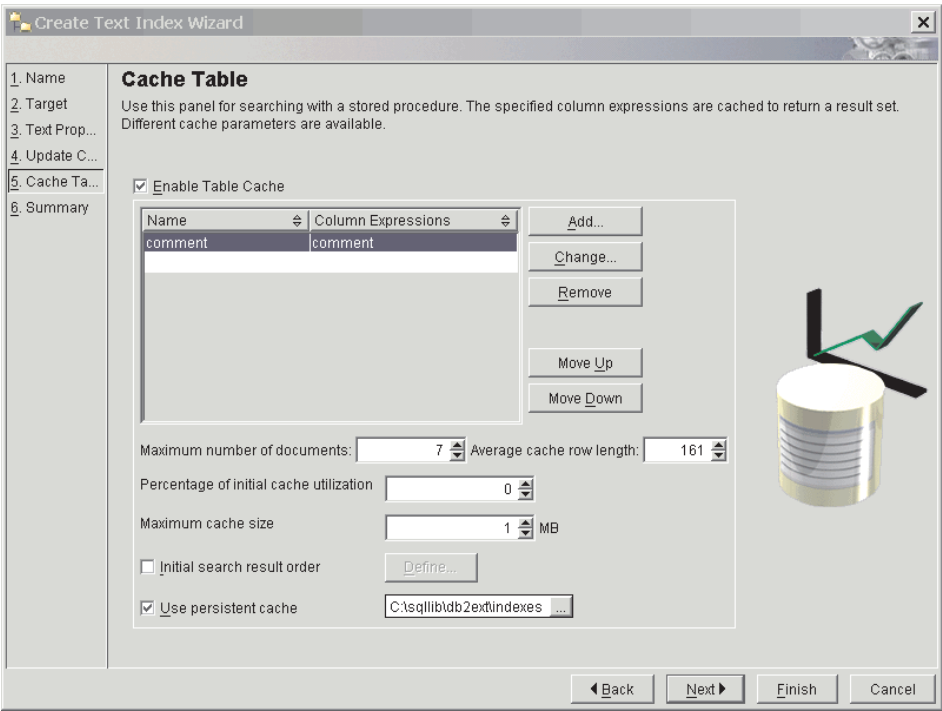 Create Text Index Wizard
1. Name
2. Target
3. Text Prop...
4. Update C...
5. Cache Ta...
6. Summary
Cache Table
Use this panel for searching with a stored procedure. The specified column expressions are cached to return a result set.
Different cache parameters are available.
Enable Table Cache
Name Column Expressions
comment comment
Add...
Change...
Remove
Move Up
Move Down
Maximum number of documents: 7 Average cache row length: 161
Percentage of initial cache utilization 0
Maximum cache size 1 MB
Initial search result order Define...
Use persistent cache C:\sqllib\db2ext\indexes ...
Back Next Finish Cancel